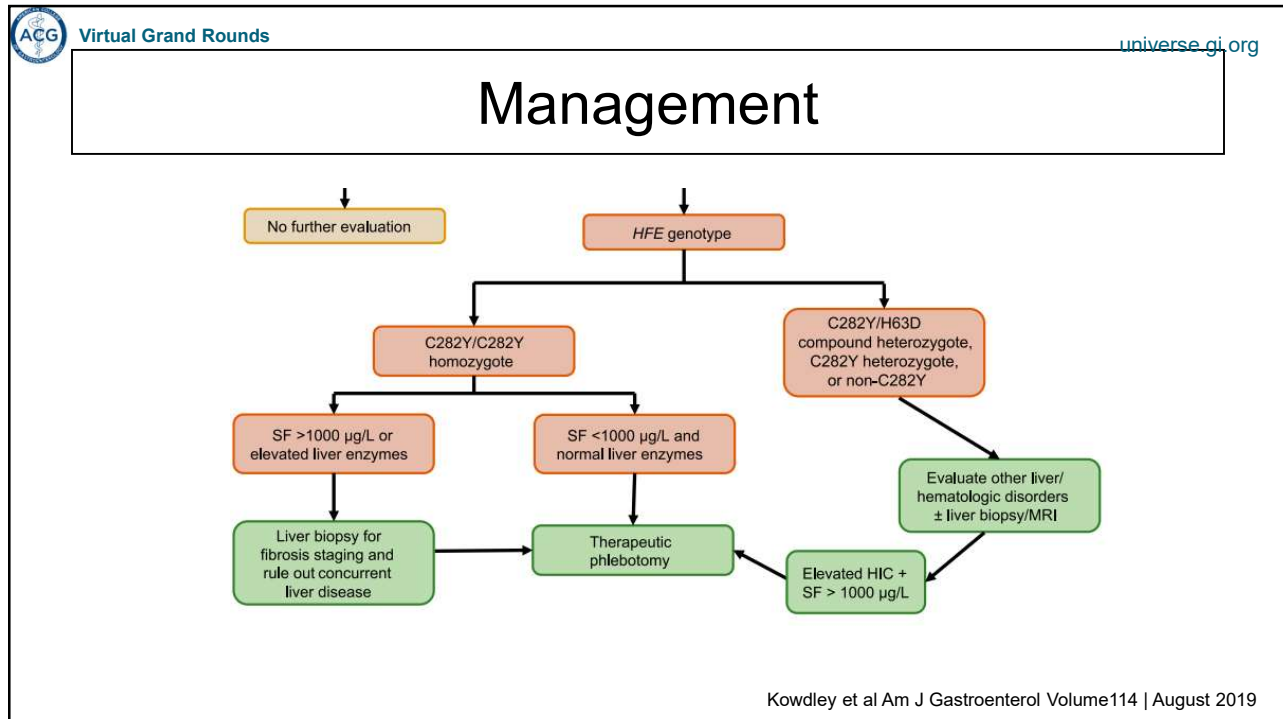 ACG
Virtual Grand Rounds
universe.gi.org
Management
No further evaluation
HFE genotype
C282Y/C282Y
homozygote
C282Y/H63D
compound heterozygote,
C282Y heterozygote,
or non-C282Y
SF >1000 µg/L or
elevated liver enzymes
SF <1000 µg/L and
normal liver enzymes
Evaluate other liver/
hematologic disorders
± liver biopsy/MRI
Liver biopsy for
fibrosis staging and
rule out concurrent
liver disease
Therapeutic
phlebotomy
Elevated HIC +
SF > 1000 µg/L
Kowdley et al Am J Gastroenterol Volume114 | August 2019